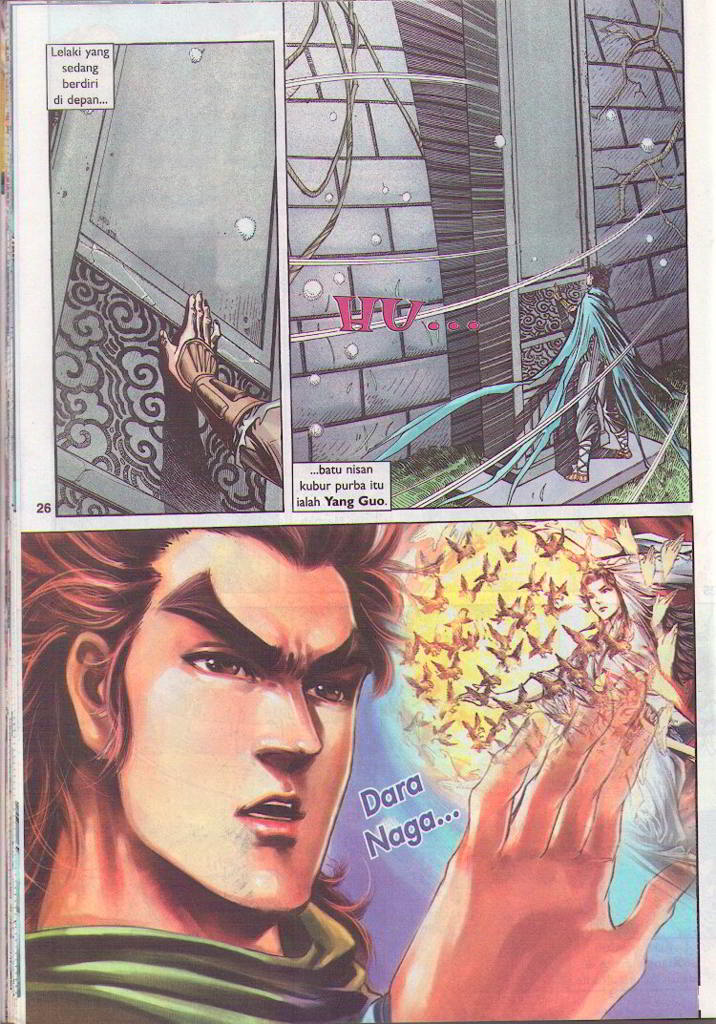 Lelaki yang
sedang
berdiri
di depan...
HU...
...batu nisan
kubur purba itu
ialah Yang Guo.
26
Dara
Naga...